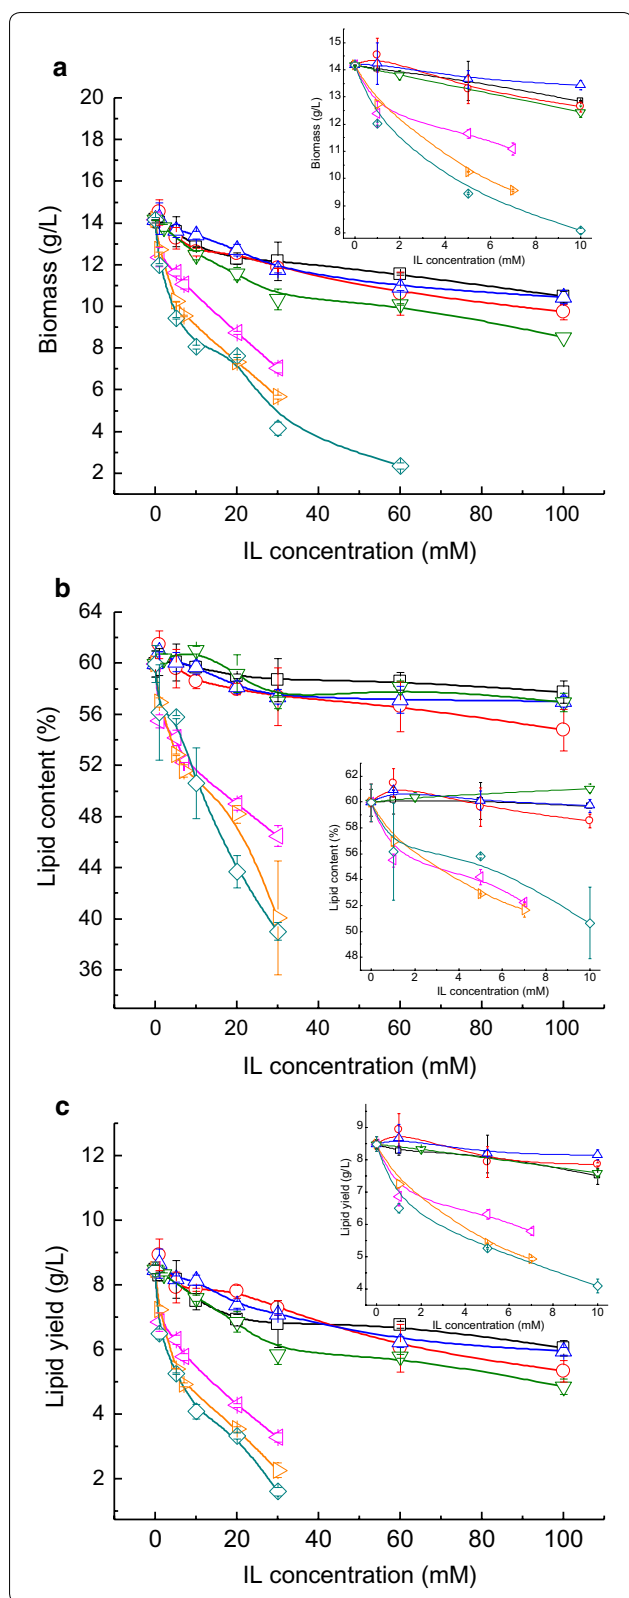 a
Biomass (g/L)
20
18
16
14
12
10
8
6
4
2
0 20 40 60 80 100
IL concentration (mM)
Biomass (g/L)
15
14
13
12
11
10
9
8
0 2 4 6 8 10
IL concentration (mM)
b
Lipid content (%)
64
60
56
52
48
44
40
36
0 20 40 60 80 100
IL concentration (mM)
Lipid content (%)
62
60
58
56
54
52
50
48
0 2 4 6 8 10
IL concentration (mM)
c
Lipid yield (g/L)
12
10
8
6
4
2
0 20 40 60 80 100
IL concentration (mM)
Lipid yield (g/L)
9
8
7
6
5
4
0 2 4 6 8 10
IL concentration (mM)